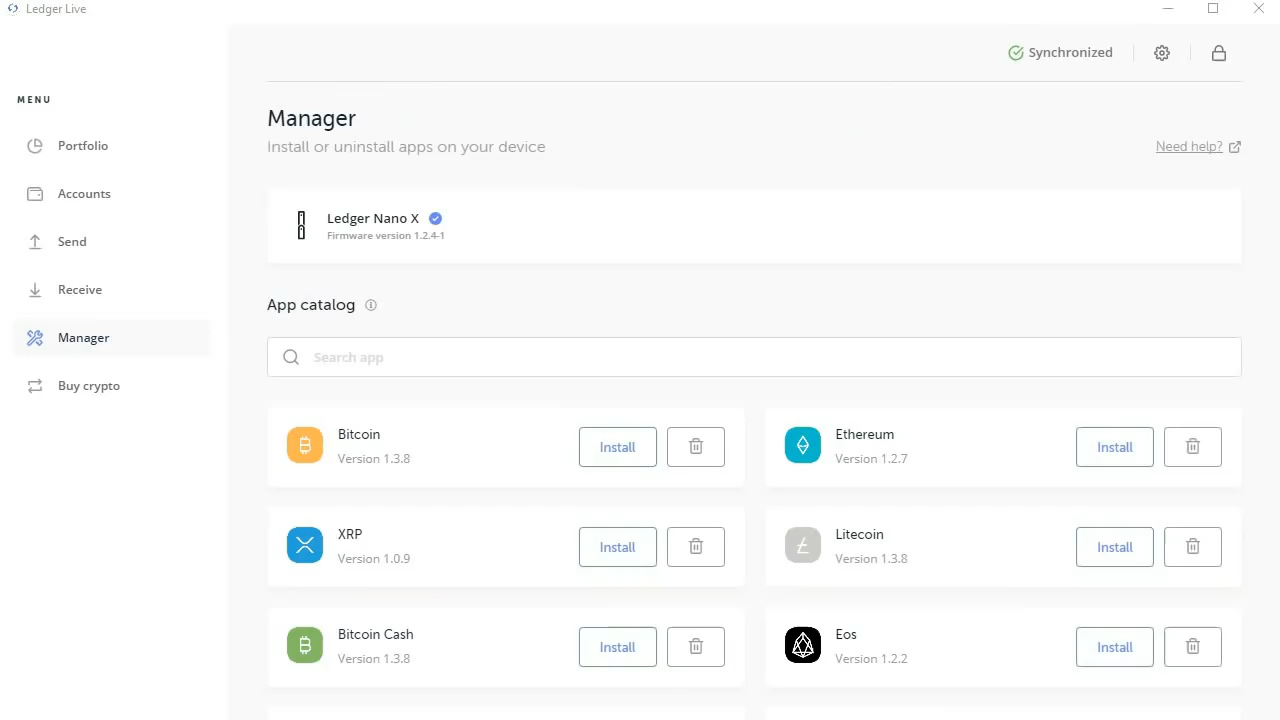 Ledger Live
Synchronized
MENU
Portfolio
Accounts
Send
Receive
Manager
Buy crypto
Manager
Install or uninstall apps on your device
Need help?
Ledger Nano X
Firmware version 1.2.4-1
App catalog
Search app
Bitcoin
Version 1.3.8
Install
Ethereum
Version 1.2.7
Install
XRP
Version 1.0.9
Install
Litecoin
Version 1.3.8
Install
Bitcoin Cash
Version 1.3.8
Install
Eos
Version 1.2.2
Install